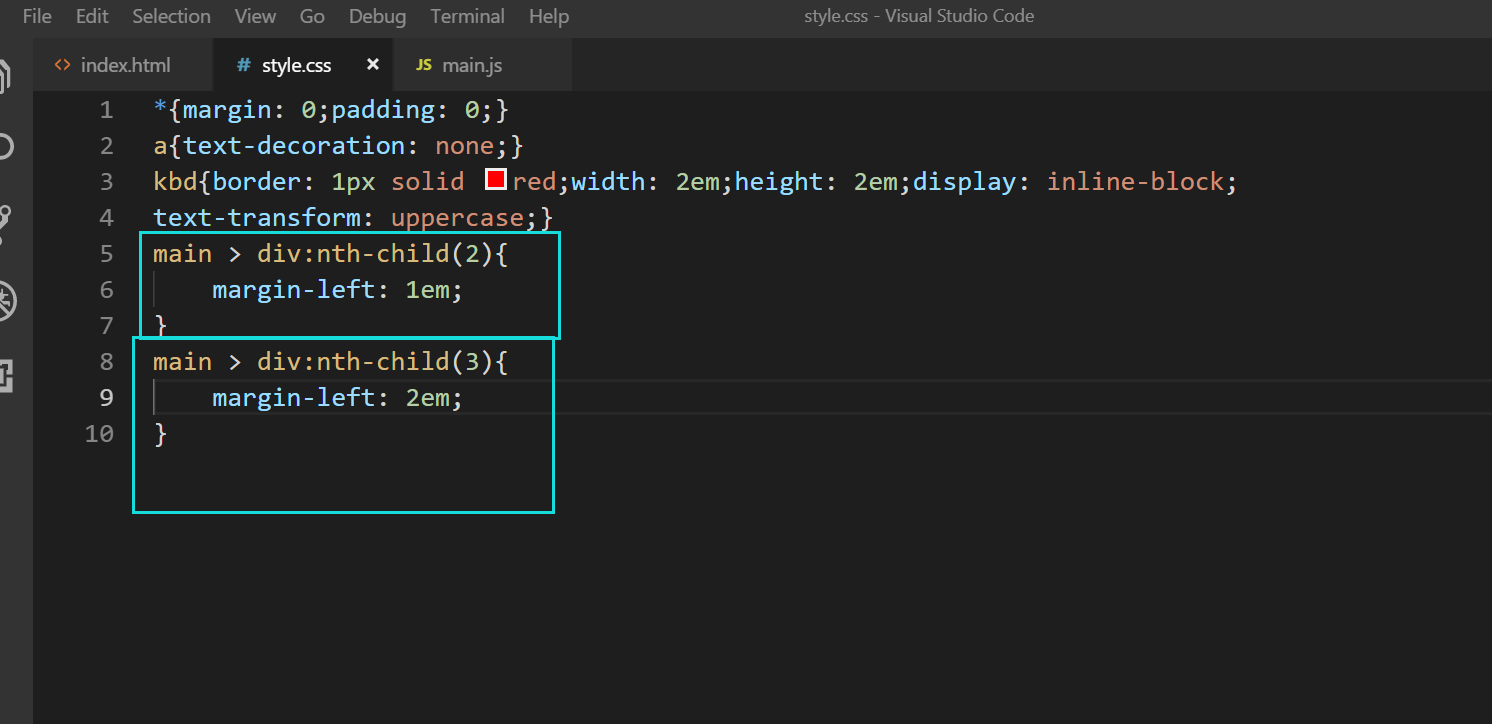 File Edit Selection View Go Debug Terminal Help style.css - Visual Studio Code
<> index.html # style.css × JS main.js
1 *{margin: 0;padding: 0;}
2 a{text-decoration: none;}
3 kbd{border: 1px solid red;width: 2em;height: 2em;display: inline-block;
4 text-transform: uppercase;}
5 main > div:nth-child(2){
6     margin-left: 1em;
7 }
8 main > div:nth-child(3){
9     margin-left: 2em;
10 }